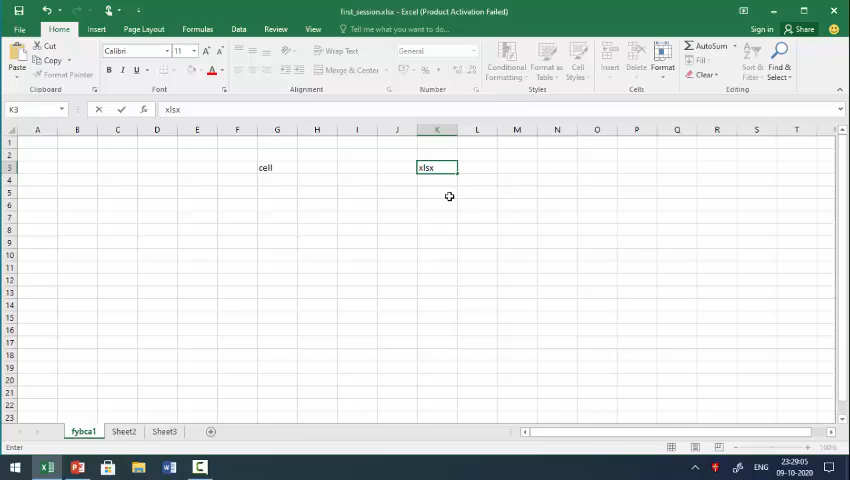 first_session.xlsx - Excel (Product Activation Failed)
File Home Insert Page Layout Formulas Data Review View Tell me what you want to do... Sign in Share
Paste
Cut
Copy
Format Painter
Clipboard
Calibri 11
B I U
Font
Wrap Text
Merge & Center
Alignment
General
%
Number
Conditional Formatting
Format as Table
Cell Styles
Styles
Insert Delete Format
Cells
AutoSum
Fill
Clear
Sort & Filter
Find & Select
Editing
K3 fx xlsx
A B C D E F G H I J K L M N O P Q R S T
1
2
3 cell xlsx
4
5
6
7
8
9
10
11
12
13
14
15
16
17
18
19
20
21
22
23
fybca1 Sheet2 Sheet3
Enter 100%
ENG 23:29:05
09-10-2020